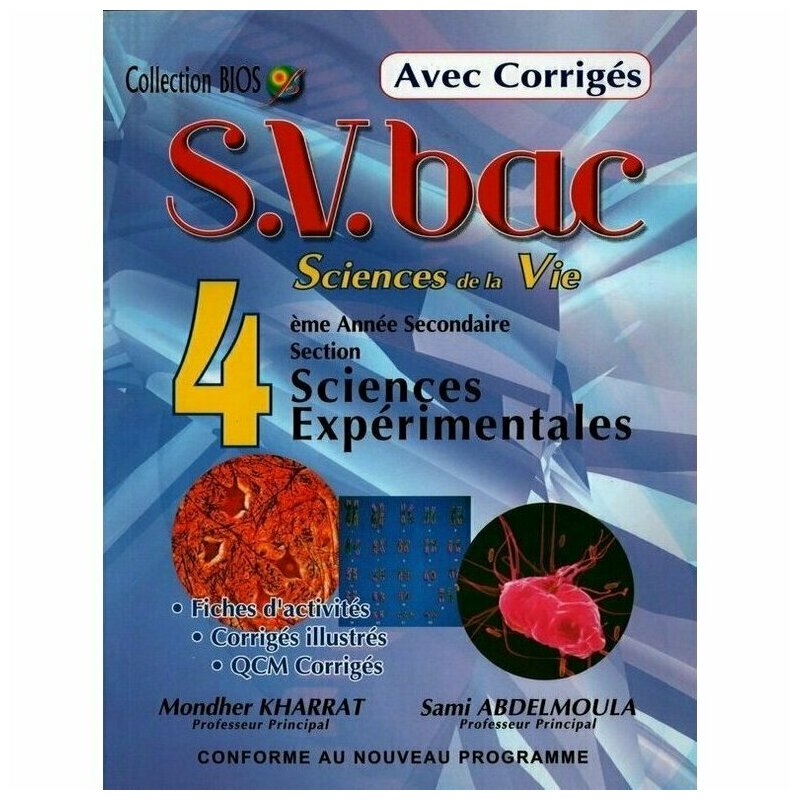 Collection BIOS
Avec Corrigés
S.V.bac
Sciences de la Vie
4
ème Année Secondaire
Section
Sciences
Expérimentales
• Fiches d'activités
• Corrigés illustrés
• QCM Corrigés
Mondher KHARRAT
Professeur Principal
Sami ABDELMOULA
Professeur Principal
CONFORME AU NOUVEAU PROGRAMME